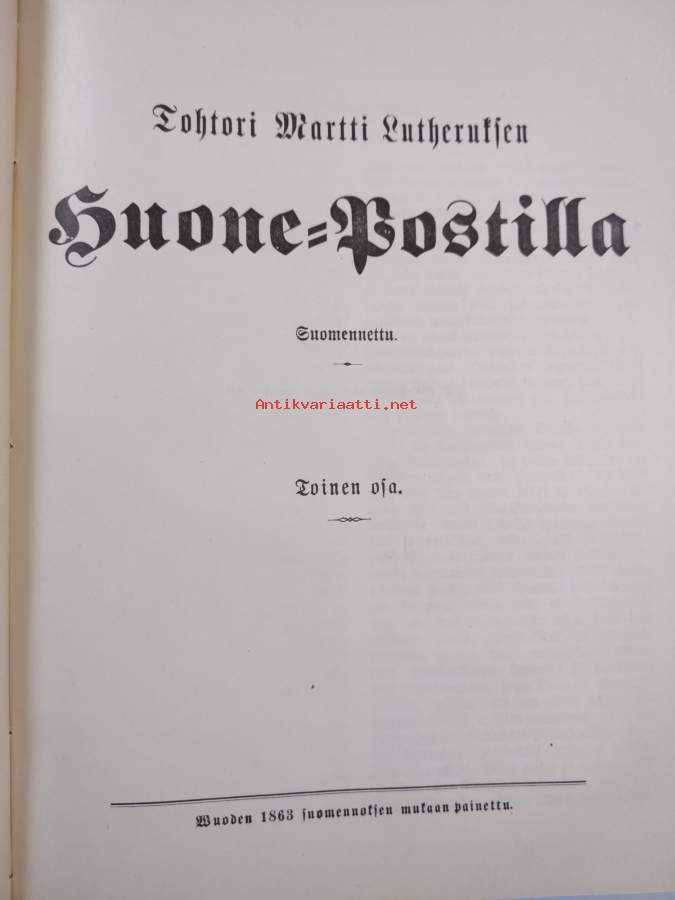 Tohtori Martti Lutheruksen
Huone=Postilla
Suomennettu.
Antikvariaatti.net
Toinen osa.
Wuoden 1863 suomennoksen mukaan painettu.